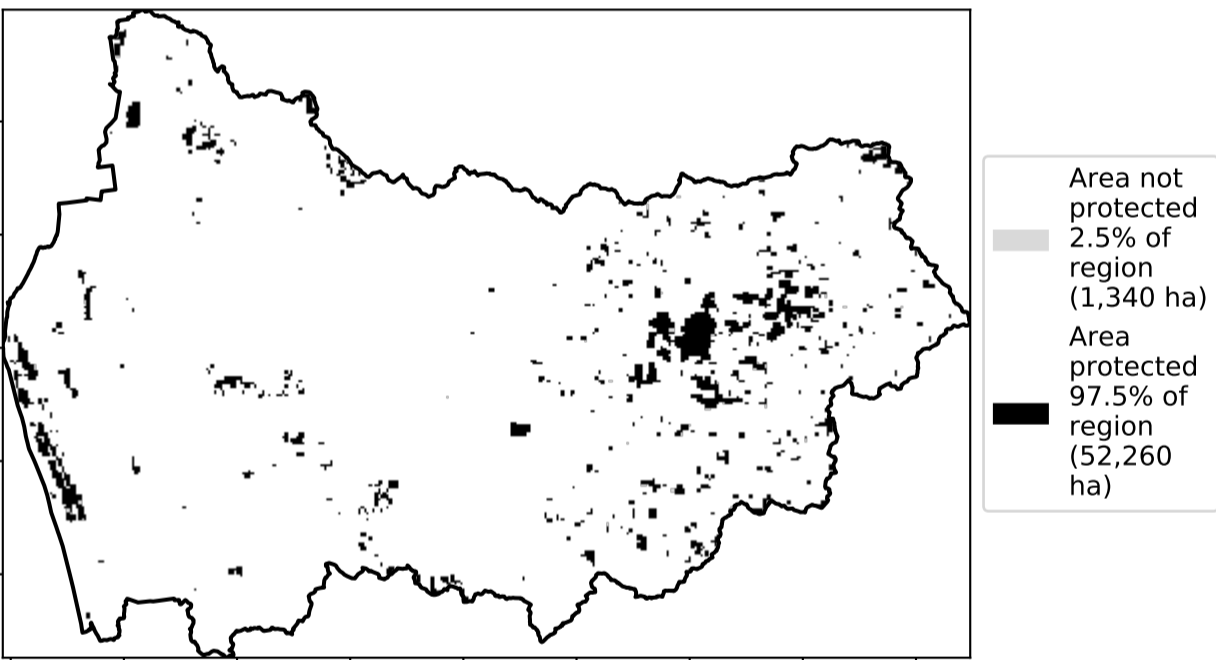 Area not
protected
2.5% of
region
(1,340 ha)
Area
protected
97.5% of
region
(52,260
ha)